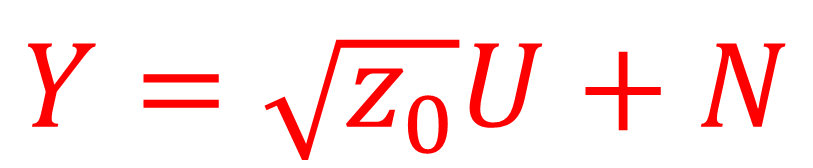 Y = √z₀U + N